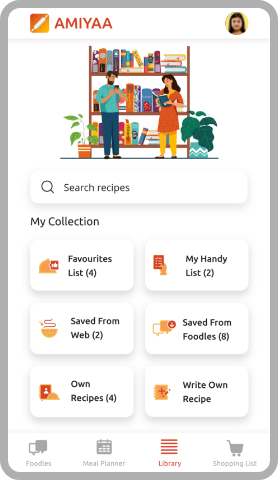 AMIYAA
Search recipes
My Collection
Favourites
List (4)
My Handy
List (2)
Saved From
Web (2)
Saved From
Foodles (8)
Own
Recipes (4)
Write Own
Recipe
Foodles
Meal Planner
Library
Shopping List